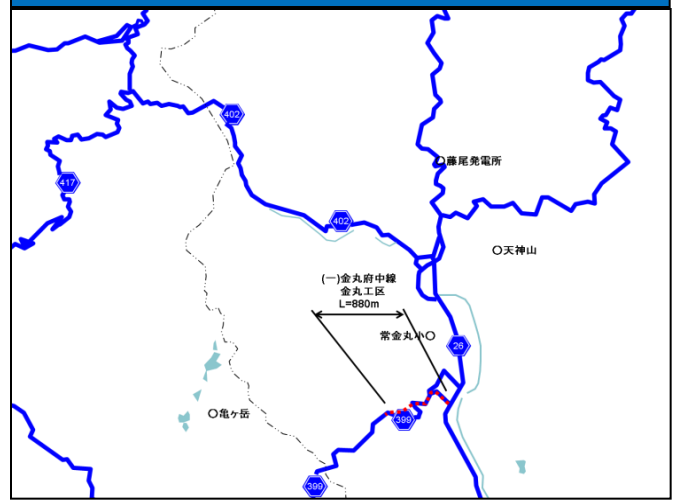 402
藤尾発電所
417
402
天神山
(一)金丸府中線
金丸工区
L=880m
常金丸小
26
亀ヶ岳
399
399